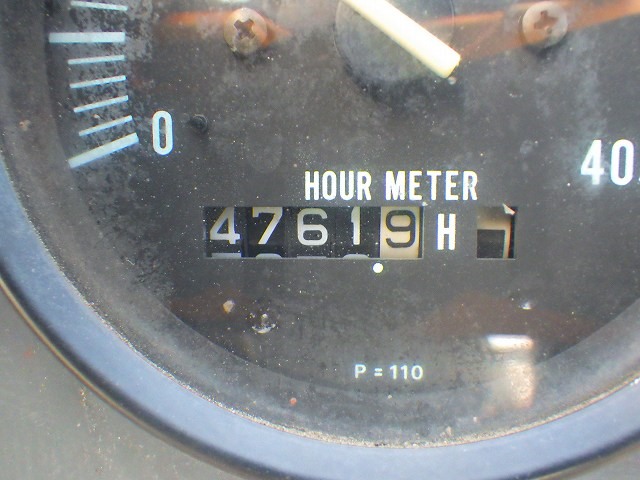 0
40
HOUR METER
47619 H
P = 110